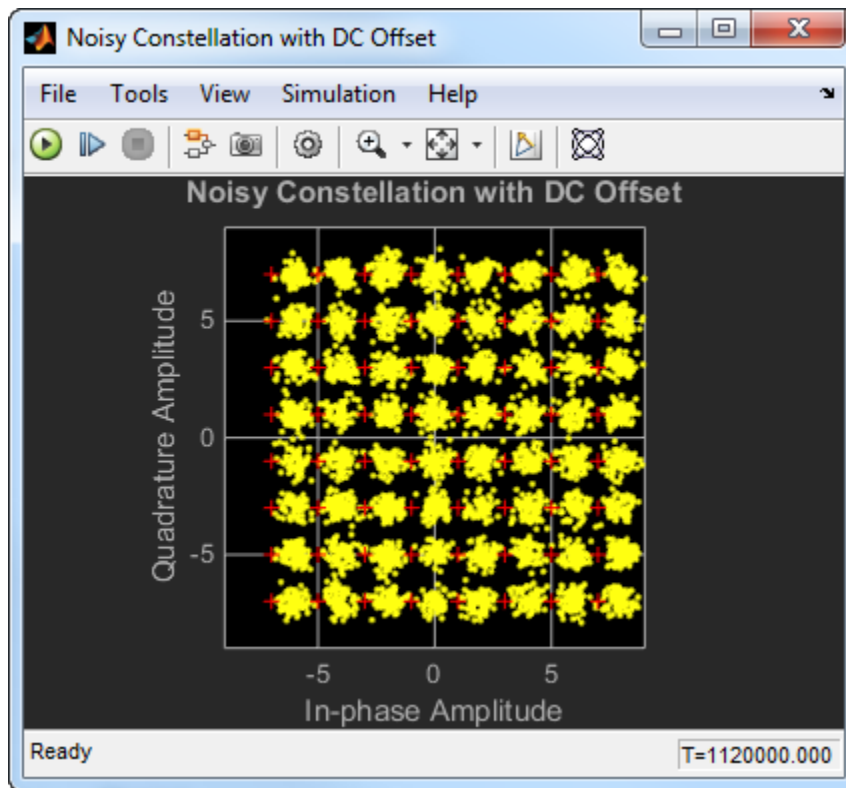 Noisy Constellation with DC Offset
File Tools View Simulation Help
Noisy Constellation with DC Offset
Quadrature Amplitude
5
0
-5
-5 0 5
In-phase Amplitude
Ready T=1120000.000